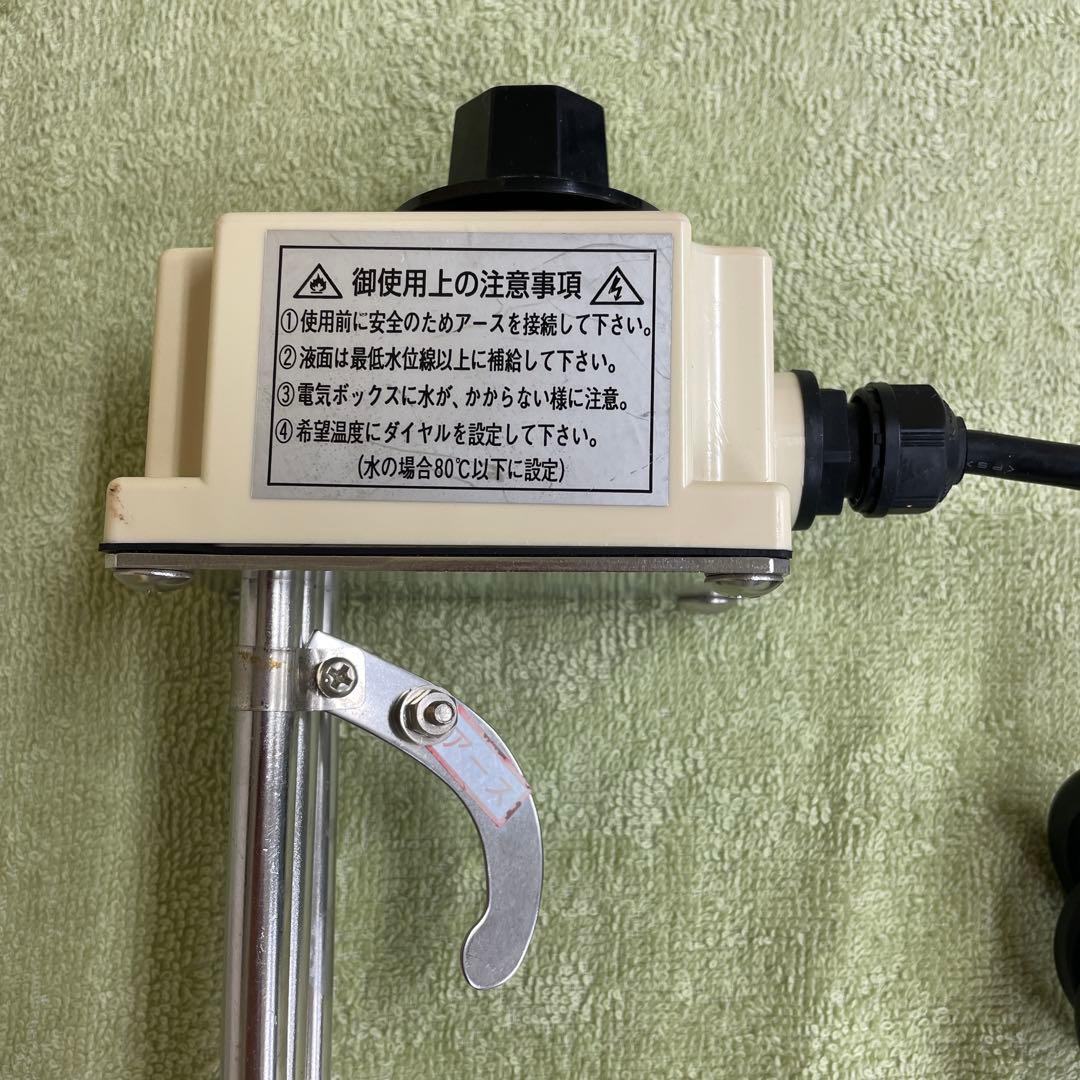 御使用上の注意事項
①使用前に安全のためアースを接続して下さい。
②液面は最低水位線以上に補給して下さい。
③電気ボックスに水が、かからない様に注意。
④希望温度にダイヤルを設定して下さい。
(水の場合80℃以下に設定)
アース